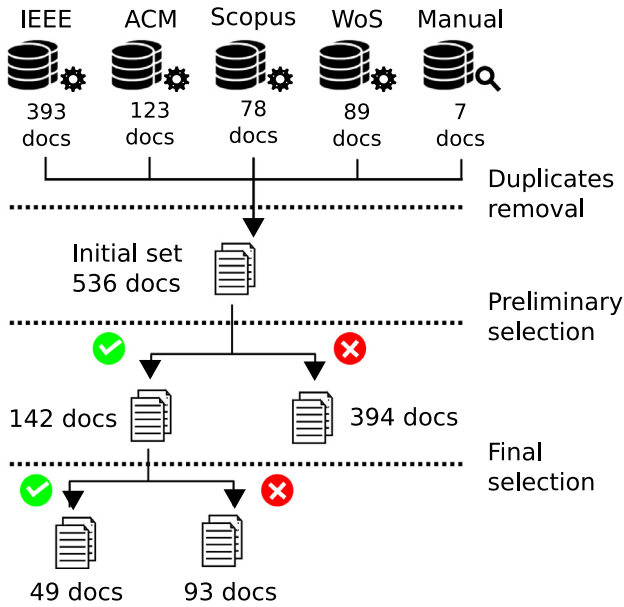 IEEE
ACM
Scopus
WoS
Manual
393
docs
123
docs
78
docs
89
docs
7
docs
Duplicates
removal
Initial set
536 docs
Preliminary
selection
142 docs
394 docs
Final
selection
49 docs
93 docs